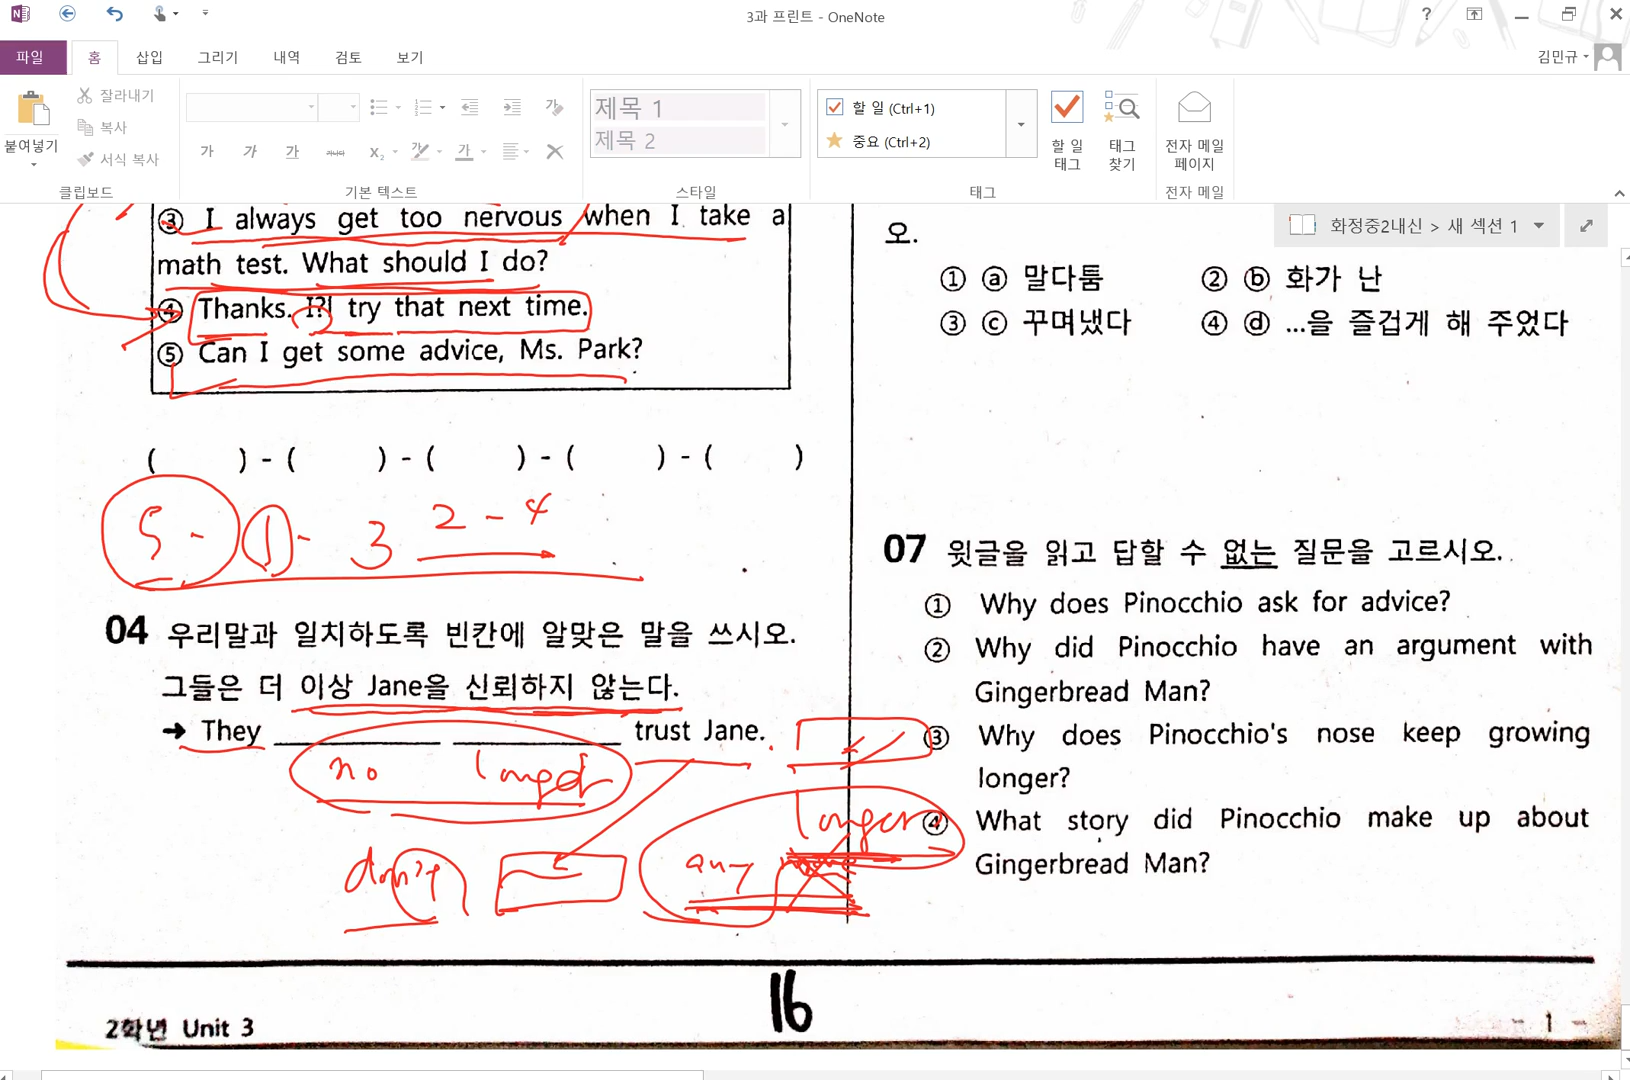 3과 프린트 - OneNote
?
파일 홈 삽입 그리기 내역 검토 보기
김민규
붙여넣기
잘라내기
복사
서식 복사
클립보드
가 가 가 가나다 x₂ 가
기본 텍스트
제목 1
제목 2
스타일
할 일 (Ctrl+1)
중요 (Ctrl+2)
할 일 태그
태그 찾기
태그
전자 메일 페이지
전자 메일
화정중2내신 > 새 섹션 1
③ I always get too nervous when I take a
math test. What should I do?
④ Thanks. I?l try that next time.
⑤ Can I get some advice, Ms. Park?
( ) - ( ) - ( ) - ( ) - ( )
5 - 1 - 3 2 - 4
04 우리말과 일치하도록 빈칸에 알맞은 말을 쓰시오.
그들은 더 이상 Jane을 신뢰하지 않는다.
➔ They ________ ________ trust Jane.
no longer
don't any longer
오.
① ⓐ 말다툼 ② ⓑ 화가 난
③ ⓒ 꾸며냈다 ④ ⓓ ...을 즐겁게 해 주었다
07 윗글을 읽고 답할 수 없는 질문을 고르시오.
① Why does Pinocchio ask for advice?
② Why did Pinocchio have an argument with
Gingerbread Man?
③ Why does Pinocchio's nose keep growing
longer?
④ What story did Pinocchio make up about
Gingerbread Man?
16
2학년 Unit 3
- 1 -